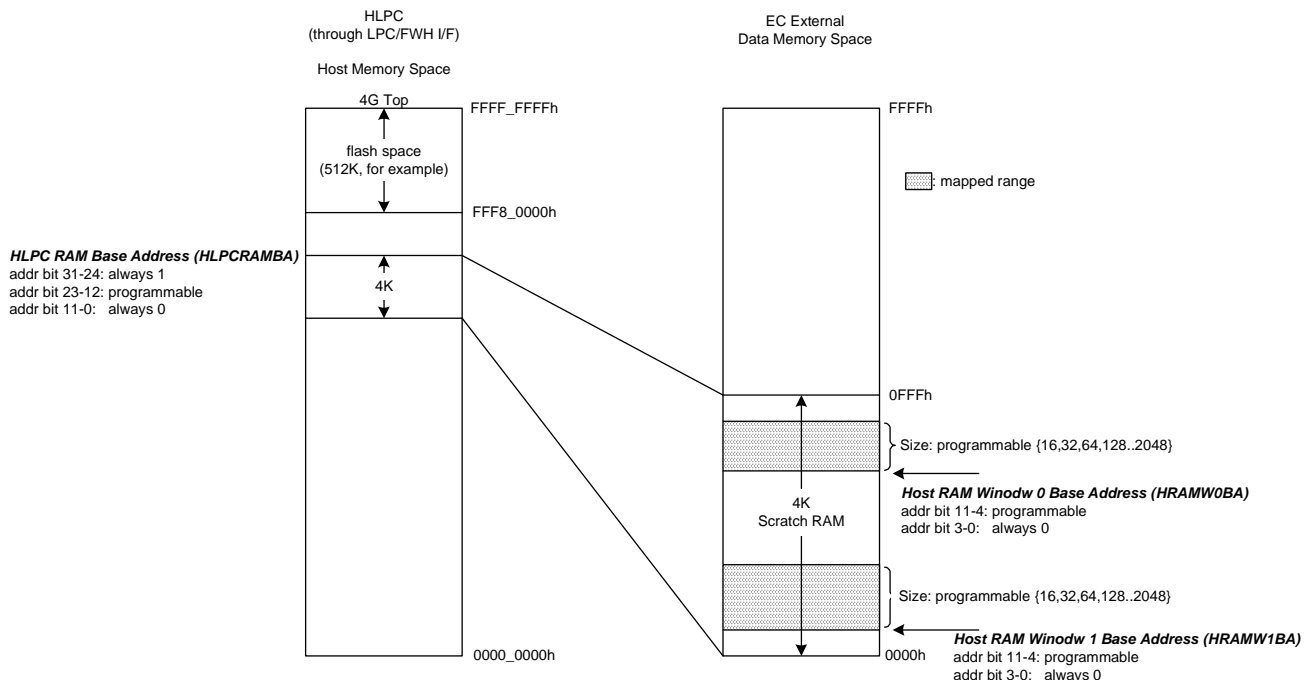 HLPC
(through LPC/FWH I/F)
Host Memory Space
4G Top
FFFF_FFFFh
flash space
(512K, for example)
FFF8_0000h
HLPC RAM Base Address (HLPCRAMBA)
addr bit 31-24: always 1
addr bit 23-12: programmable
addr bit 11-0: always 0
4K
0000_0000h
EC External
Data Memory Space
FFFFh
: mapped range
0FFFh
Size: programmable {16,32,64,128..2048}
Host RAM Winodw 0 Base Address (HRAMW0BA)
addr bit 11-4: programmable
addr bit 3-0: always 0
4K
Scratch RAM
Size: programmable {16,32,64,128..2048}
Host RAM Winodw 1 Base Address (HRAMW1BA)
0000h
addr bit 11-4: programmable
addr bit 3-0: always 0